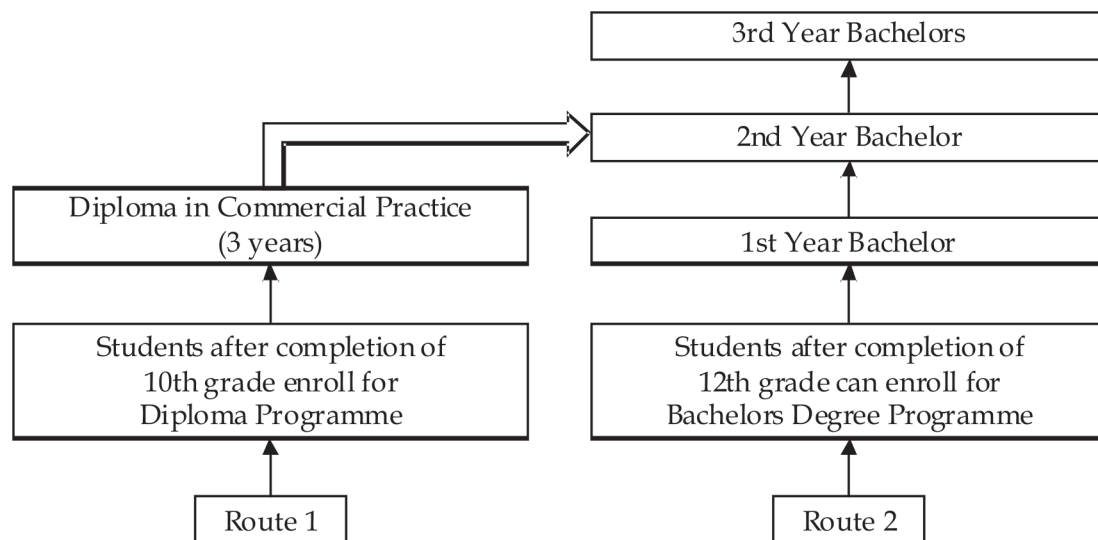 3rd Year Bachelors
2nd Year Bachelor
Diploma in Commercial Practice
(3 years)
1st Year Bachelor
Students after completion of
10th grade enroll for
Diploma Programme
Students after completion of
12th grade can enroll for
Bachelors Degree Programme
Route 1
Route 2